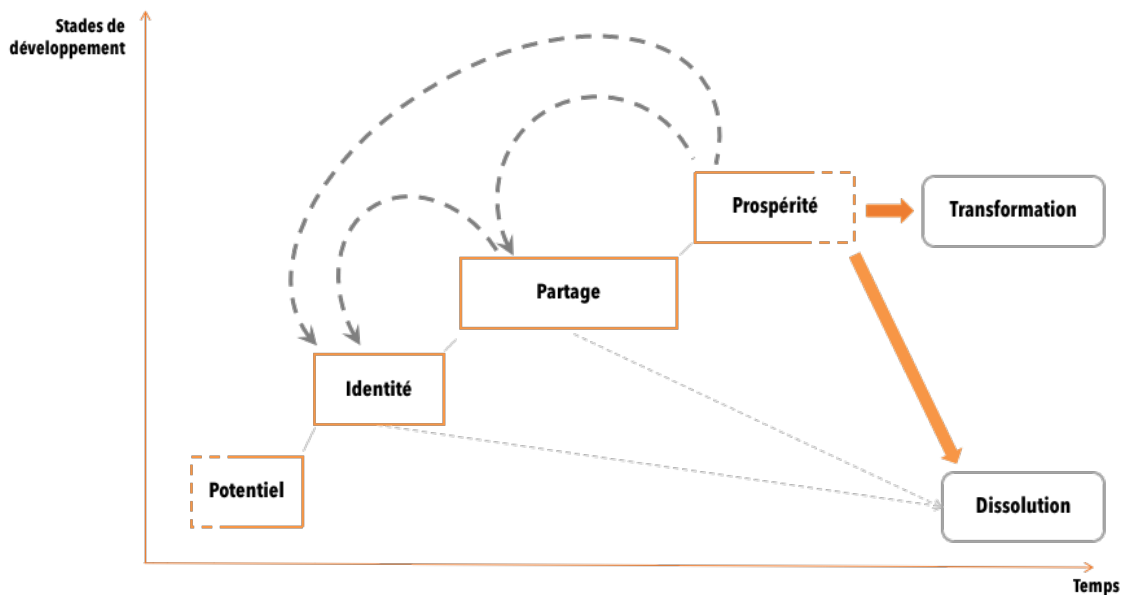 Stades de
développement
Prospérité
Transformation
Partage
Identité
Potentiel
Dissolution
Temps